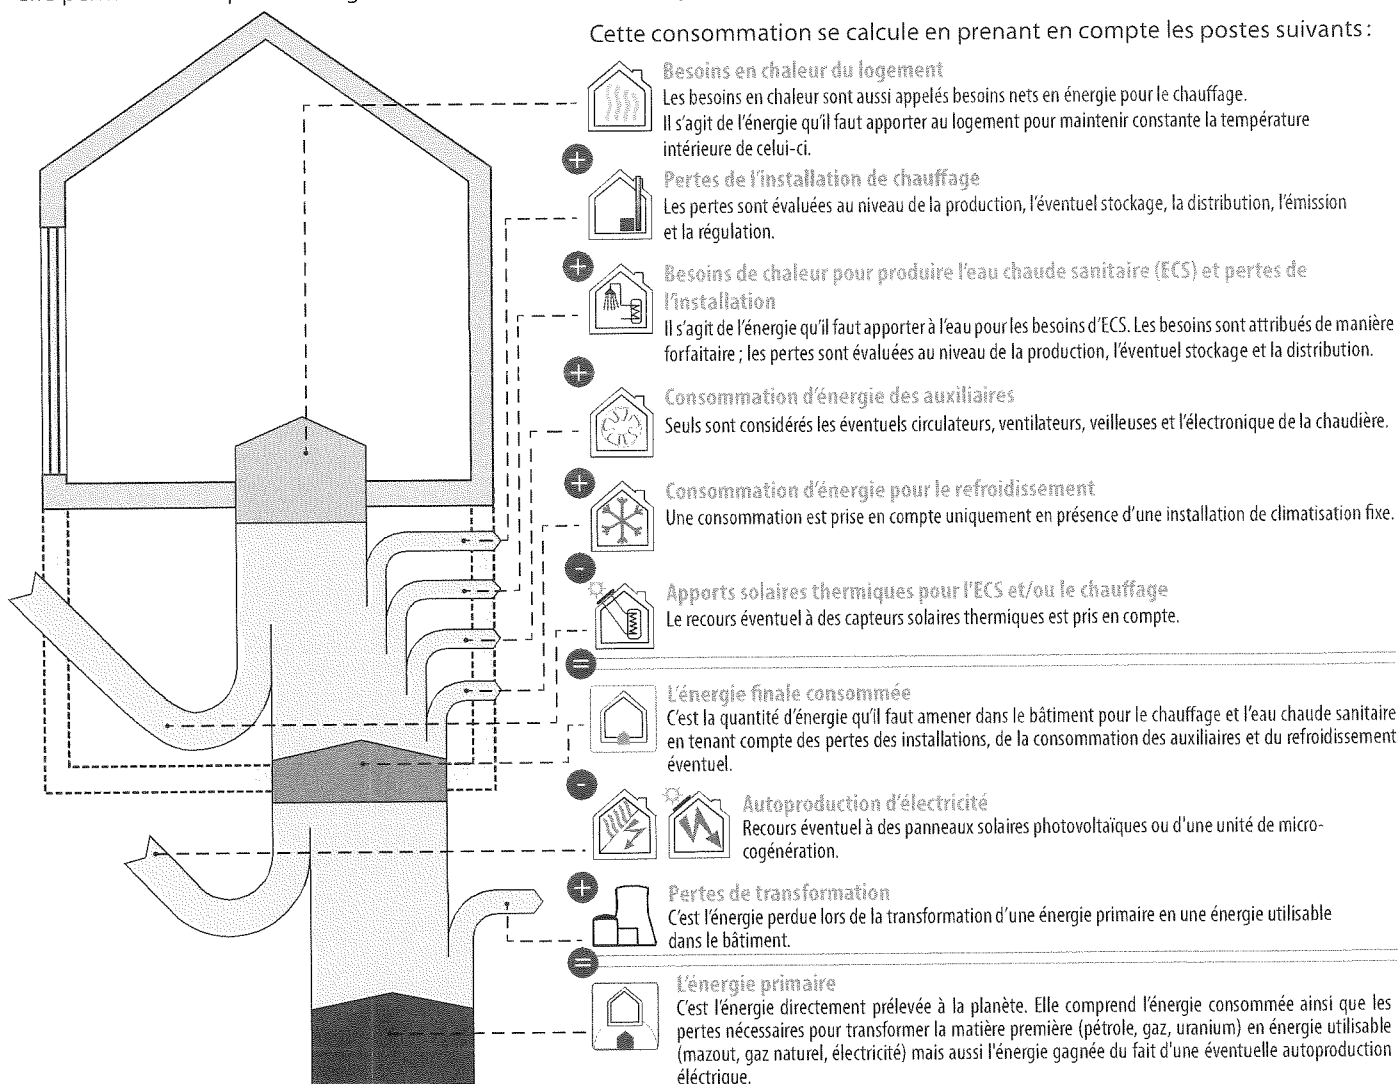 Cette consommation se calcule en prenant en compte les postes suivants :
Besoins en chaleur du logement
Les besoins en chaleur sont aussi appelés besoins nets en énergie pour le chauffage.
Il s'agit de l'énergie qu'il faut apporter au logement pour maintenir constante la température
intérieure de celui-ci.
+
Pertes de l'installation de chauffage
Les pertes sont évaluées au niveau de la production, l'éventuel stockage, la distribution, l'émission
et la régulation.
+
Besoins de chaleur pour produire l'eau chaude sanitaire (ECS) et pertes de
l'installation
Il s'agit de l'énergie qu'il faut apporter à l'eau pour les besoins d'ECS. Les besoins sont attribués de manière
forfaitaire ; les pertes sont évaluées au niveau de la production, l'éventuel stockage et la distribution.
+
Consommation d'énergie des auxiliaires
Seuls sont considérés les éventuels circulateurs, ventilateurs, veilleuses et l'électronique de la chaudière.
+
Consommation d'énergie pour le refroidissement
Une consommation est prise en compte uniquement en présence d'une installation de climatisation fixe.
-
Apports solaires thermiques pour l'ECS et/ou le chauffage
Le recours éventuel à des capteurs solaires thermiques est pris en compte.
=
L'énergie finale consommée
C'est la quantité d'énergie qu'il faut amener dans le bâtiment pour le chauffage et l'eau chaude sanitaire
en tenant compte des pertes des installations, de la consommation des auxiliaires et du refroidissement
éventuel.
-
Autoproduction d'électricité
Recours éventuel à des panneaux solaires photovoltaïques ou d'une unité de micro-
cogénération.
+
Pertes de transformation
C'est l'énergie perdue lors de la transformation d'une énergie primaire en une énergie utilisable
dans le bâtiment.
=
L'énergie primaire
C'est l'énergie directement prélevée à la planète. Elle comprend l'énergie consommée ainsi que les
pertes nécessaires pour transformer la matière première (pétrole, gaz, uranium) en énergie utilisable
(mazout, gaz naturel, électricité) mais aussi l'énergie gagnée du fait d'une éventuelle autoproduction
éléctrique.